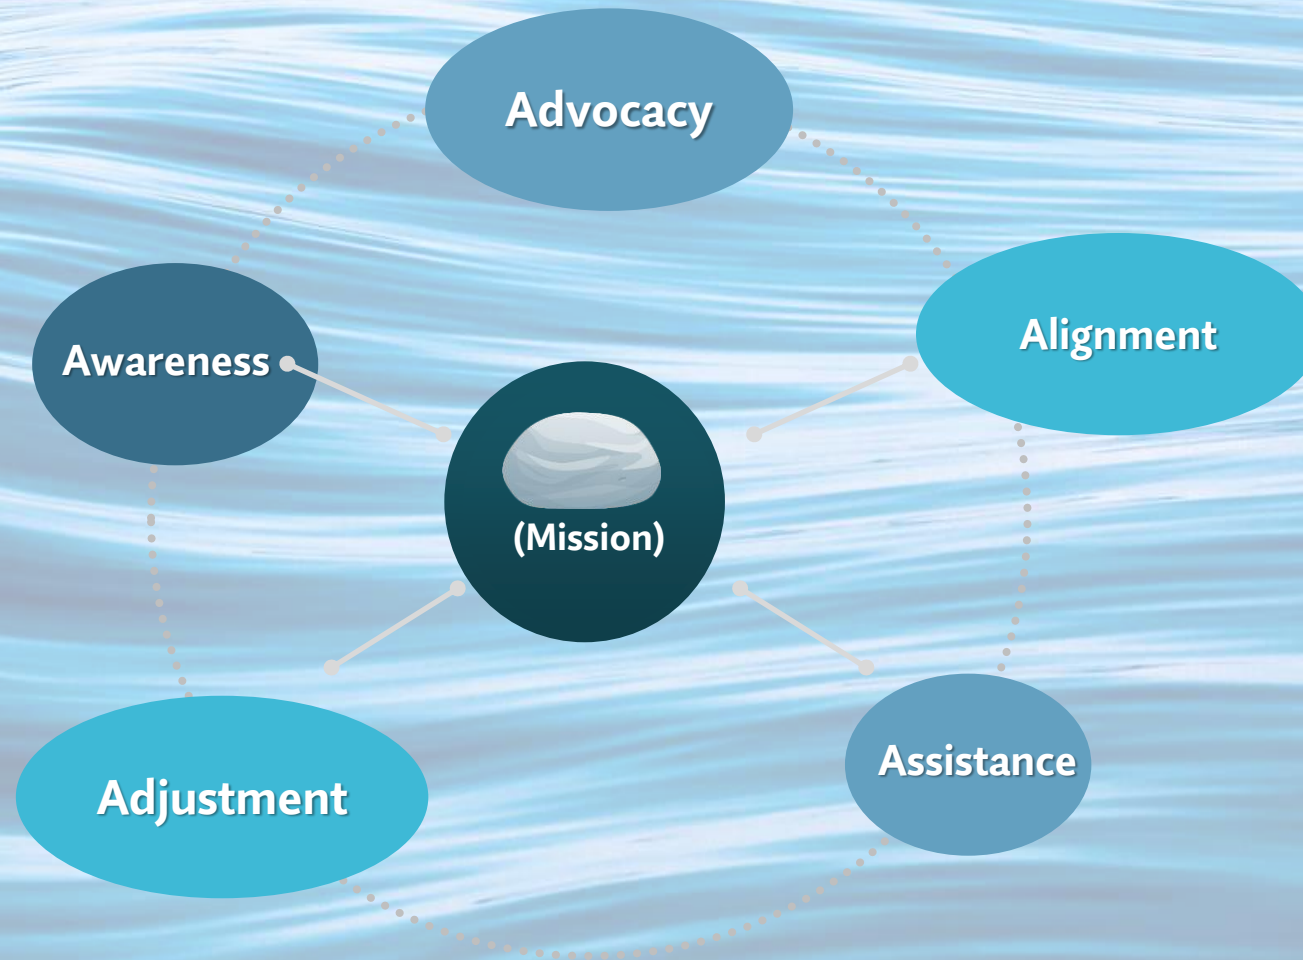 Advocacy
Awareness
Alignment
(Mission)
Adjustment
Assistance